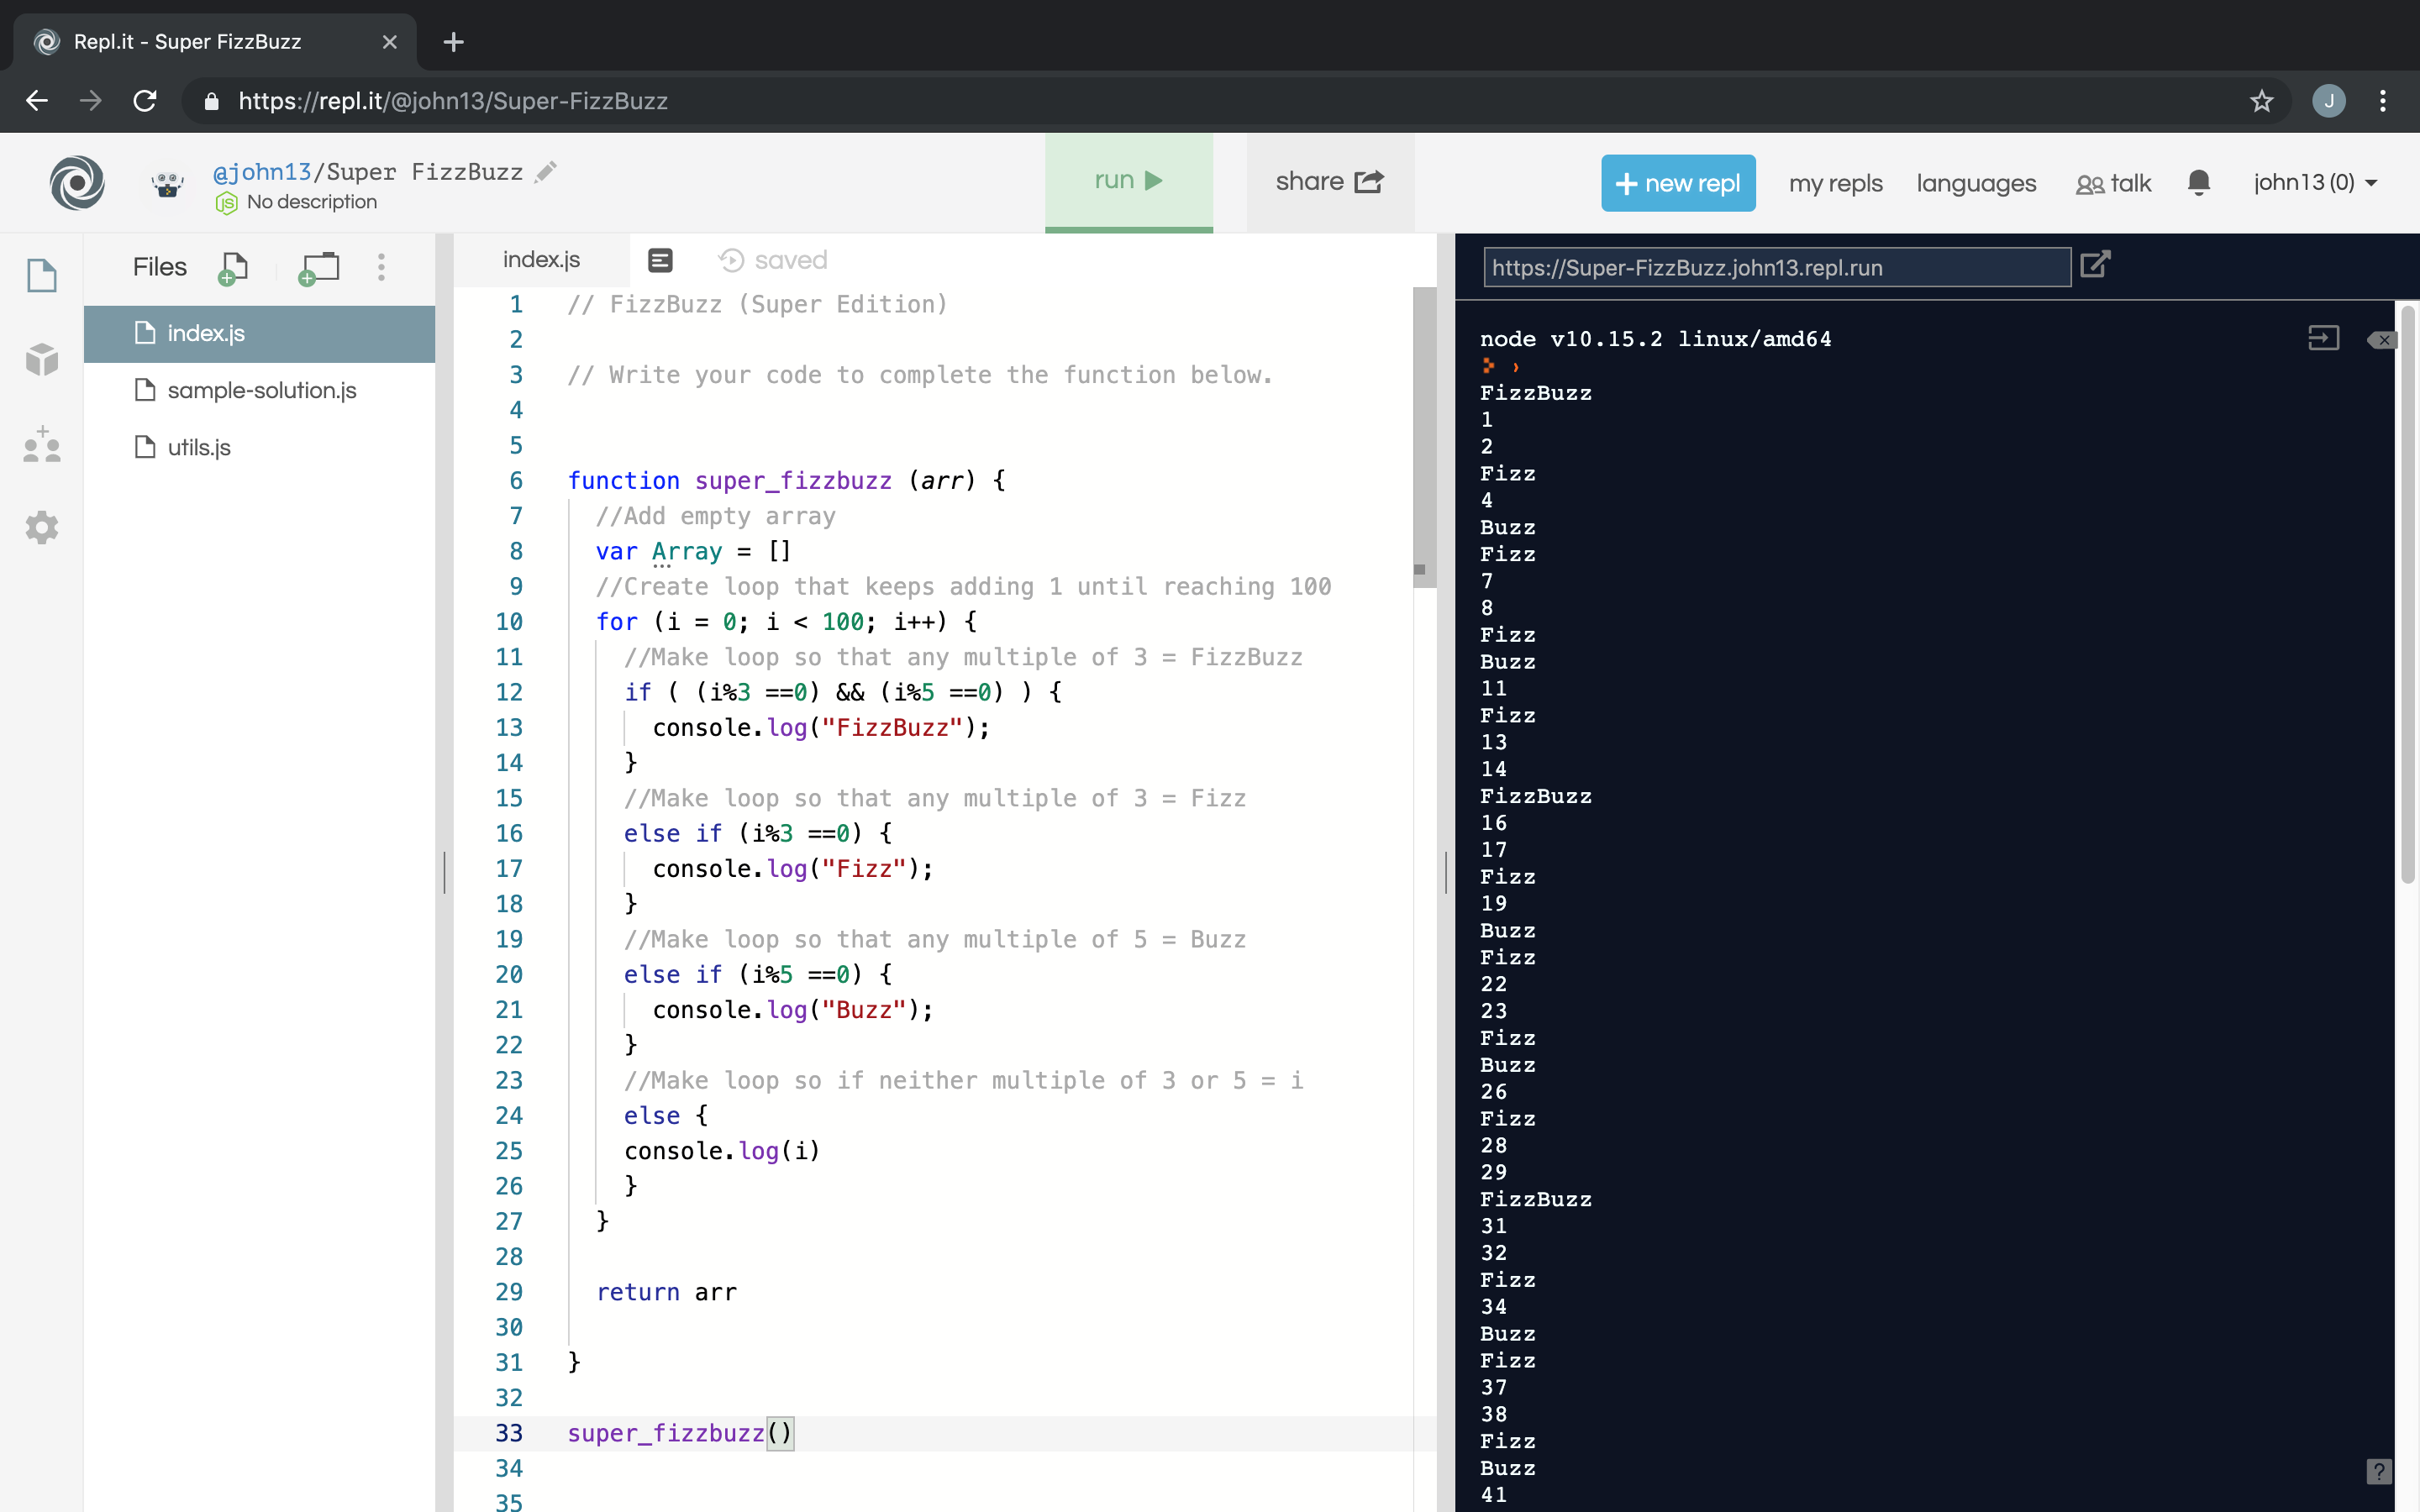 Repl.it - Super FizzBuzz
https://repl.it/@john13/Super-FizzBuzz
J
@john13/Super FizzBuzz
No description
run
share
+ new repl
my repls
languages
talk
john13 (0)
Files
index.js
sample-solution.js
utils.js
index.js
saved
1 // FizzBuzz (Super Edition)
2
3 // Write your code to complete the function below.
4
5
6 function super_fizzbuzz (arr) {
7 //Add empty array
8 var Array = []
9 //Create loop that keeps adding 1 until reaching 100
10 for (i = 0; i < 100; i++) {
11 //Make loop so that any multiple of 3 = FizzBuzz
12 if ( (i%3 ==0) && (i%5 ==0) ) {
13 console.log("FizzBuzz");
14 }
15 //Make loop so that any multiple of 3 = Fizz
16 else if (i%3 ==0) {
17 console.log("Fizz");
18 }
19 //Make loop so that any multiple of 5 = Buzz
20 else if (i%5 ==0) {
21 console.log("Buzz");
22 }
23 //Make loop so if neither multiple of 3 or 5 = i
24 else {
25 console.log(i)
26 }
27 }
28
29 return arr
30
31 }
32
33 super_fizzbuzz()
34
35
https://Super-FizzBuzz.john13.repl.run
node v10.15.2 linux/amd64
FizzBuzz
1
2
Fizz
4
Buzz
Fizz
7
8
Fizz
Buzz
11
Fizz
13
14
FizzBuzz
16
17
Fizz
19
Buzz
Fizz
22
23
Fizz
Buzz
26
Fizz
28
29
FizzBuzz
31
32
Fizz
34
Buzz
Fizz
37
38
Fizz
Buzz
41
?